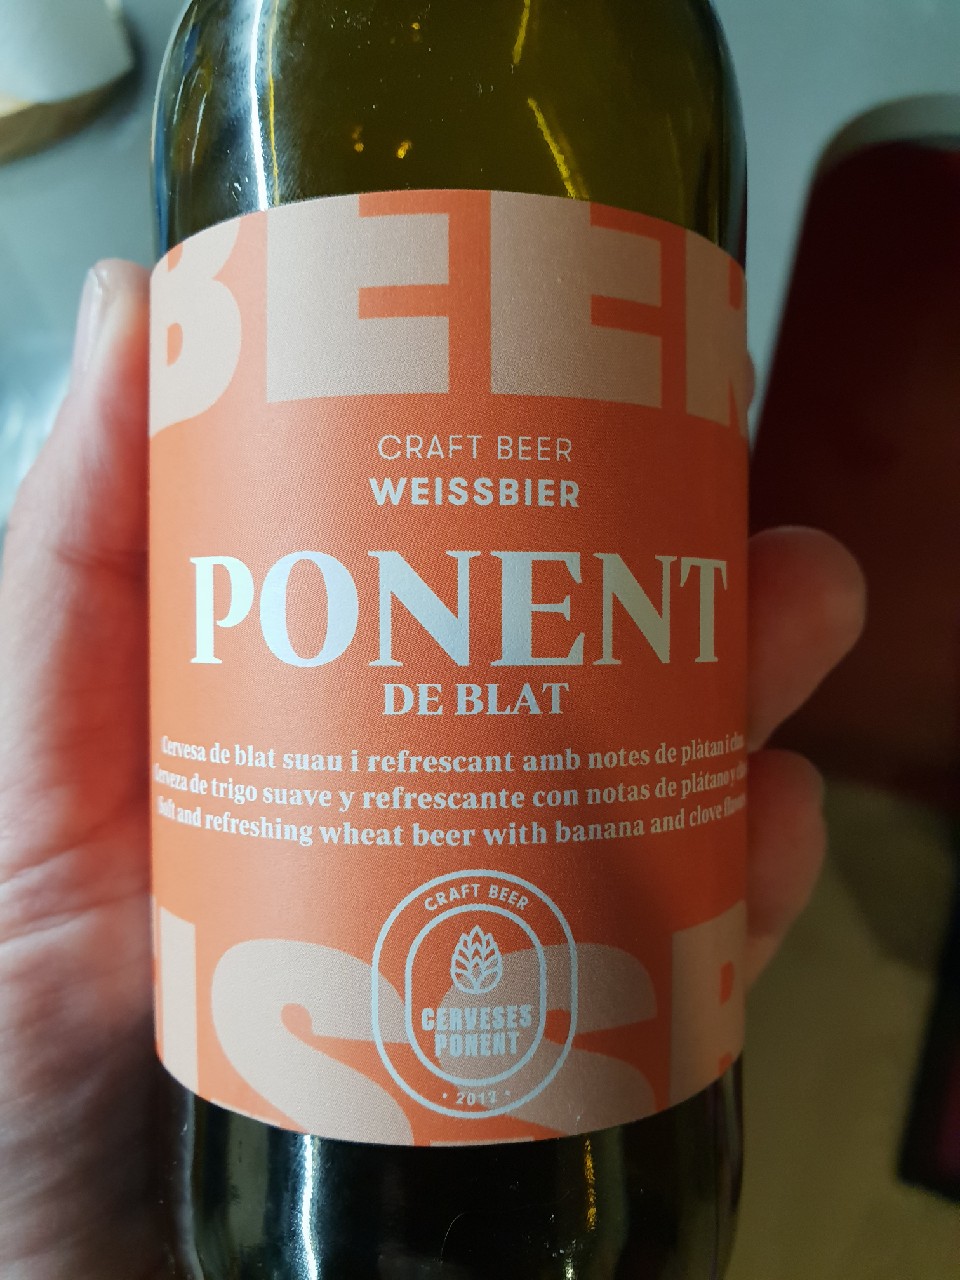 BEER
CRAFT BEER
WEISSBIER
PONENT
DE BLAT
Cervesa de blat suau i refrescant amb notes de plàtan i
Cerveza de trigo suave y refrescante con notas de plátano y
Soft and refreshing wheat beer with banana and clove
CRAFT BEER
CERVESES
PONENT
· 2017 ·